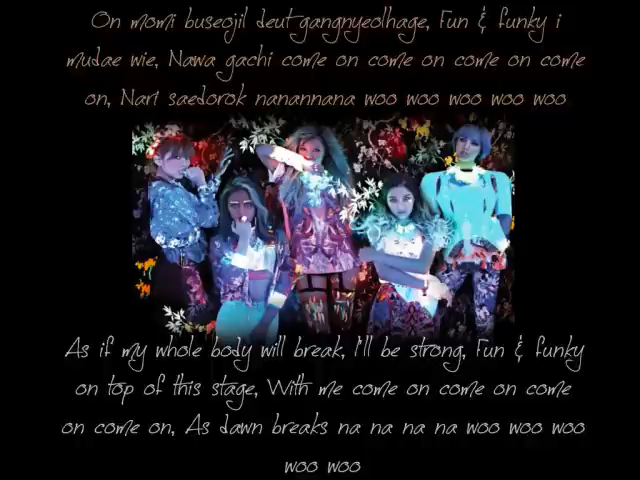 On momi buseojil deut gangnyeolhage, Fun & funky i
mudae wie, Nawa gachi come on come on come on come
on, Nari saedorok nanannana woo woo woo woo woo
As if my whole body will break, I'll be strong, Fun & funky
on top of this stage, With me come on come on come
on come on, As dawn breaks na na na na woo woo woo
woo woo